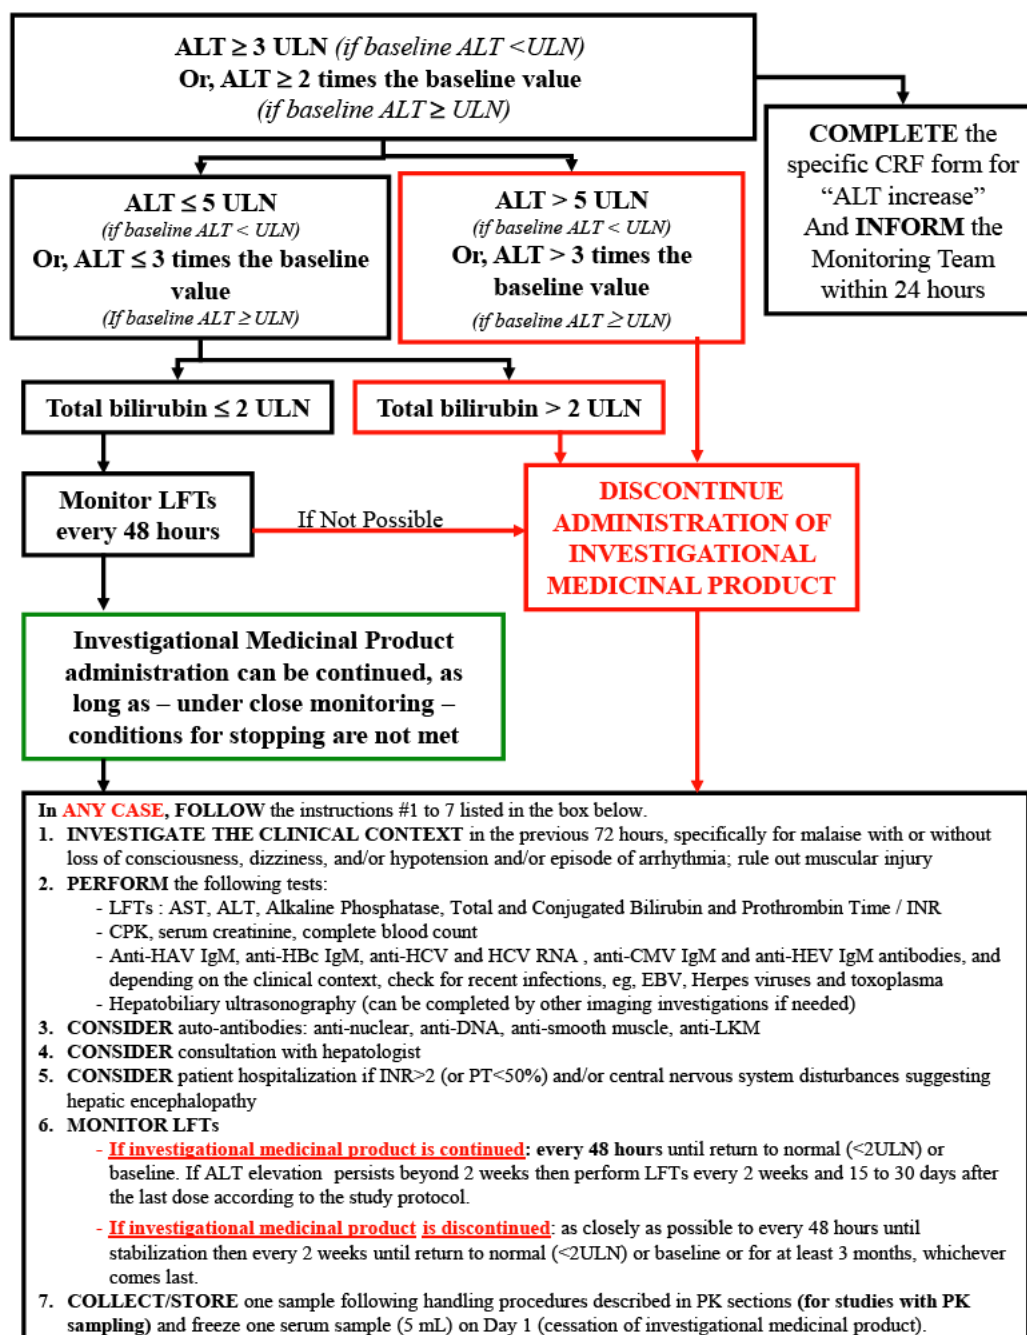 ALT ≥ 3 ULN (if baseline ALT <ULN)
Or, ALT ≥ 2 times the baseline value
(if baseline ALT ≥ ULN)
COMPLETE the
specific CRF form for
“ALT increase”
And INFORM the
Monitoring Team
within 24 hours
ALT ≤ 5 ULN
(if baseline ALT < ULN)
Or, ALT ≤ 3 times the baseline
value
(If baseline ALT ≥ ULN)
ALT > 5 ULN
(if baseline ALT < ULN)
Or, ALT > 3 times the
baseline value
(if baseline ALT ≥ ULN)
Total bilirubin ≤ 2 ULN
Total bilirubin > 2 ULN
Monitor LFTs
every 48 hours
If Not Possible
DISCONTINUE
ADMINISTRATION OF
INVESTIGATIONAL
MEDICINAL PRODUCT
Investigational Medicinal Product
administration can be continued, as
long as – under close monitoring –
conditions for stopping are not met
In ANY CASE, FOLLOW the instructions #1 to 7 listed in the box below.
1. INVESTIGATE THE CLINICAL CONTEXT in the previous 72 hours, specifically for malaise with or without
loss of consciousness, dizziness, and/or hypotension and/or episode of arrhythmia; rule out muscular injury
2. PERFORM the following tests:
- LFTs : AST, ALT, Alkaline Phosphatase, Total and Conjugated Bilirubin and Prothrombin Time / INR
- CPK, serum creatinine, complete blood count
- Anti-HAV IgM, anti-HBc IgM, anti-HCV and HCV RNA , anti-CMV IgM and anti-HEV IgM antibodies, and
depending on the clinical context, check for recent infections, eg, EBV, Herpes viruses and toxoplasma
- Hepatobiliary ultrasonography (can be completed by other imaging investigations if needed)
3. CONSIDER auto-antibodies: anti-nuclear, anti-DNA, anti-smooth muscle, anti-LKM
4. CONSIDER consultation with hepatologist
5. CONSIDER patient hospitalization if INR>2 (or PT<50%) and/or central nervous system disturbances suggesting
hepatic encephalopathy
6. MONITOR LFTs
- If investigational medicinal product is continued: every 48 hours until return to normal (<2ULN) or
baseline. If ALT elevation persists beyond 2 weeks then perform LFTs every 2 weeks and 15 to 30 days after
the last dose according to the study protocol.
- If investigational medicinal product is discontinued: as closely as possible to every 48 hours until
stabilization then every 2 weeks until return to normal (<2ULN) or baseline or for at least 3 months, whichever
comes last.
7. COLLECT/STORE one sample following handling procedures described in PK sections (for studies with PK
sampling) and freeze one serum sample (5 mL) on Day 1 (cessation of investigational medicinal product).